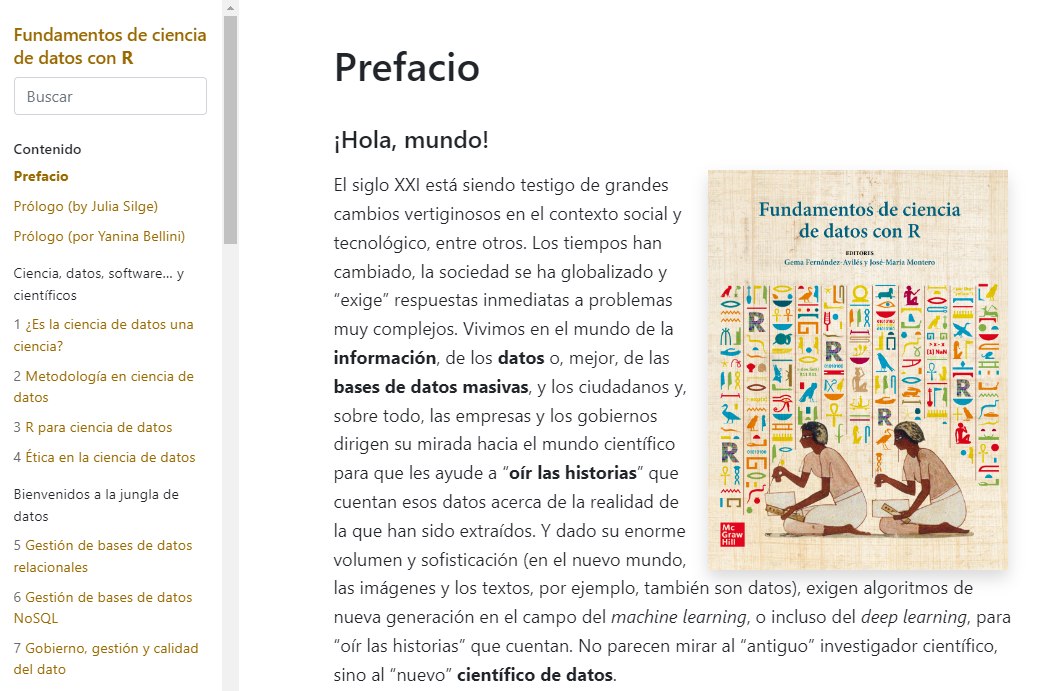 Fundamentos de ciencia
de datos con R
Buscar
Contenido
Prefacio
Prólogo (by Julia Silge)
Prólogo (por Yanina Bellini)
Ciencia, datos, software… y
científicos
1 ¿Es la ciencia de datos una
ciencia?
2 Metodología en ciencia de
datos
3 R para ciencia de datos
4 Ética en la ciencia de datos
Bienvenidos a la jungla de
datos
5 Gestión de bases de datos
relacionales
6 Gestión de bases de datos
NoSQL
7 Gobierno, gestión y calidad
del dato
Prefacio
¡Hola, mundo!
El siglo XXI está siendo testigo de grandes
cambios vertiginosos en el contexto social y
tecnológico, entre otros. Los tiempos han
cambiado, la sociedad se ha globalizado y
“exige” respuestas inmediatas a problemas
muy complejos. Vivimos en el mundo de la
información, de los datos o, mejor, de las
bases de datos masivas, y los ciudadanos y,
sobre todo, las empresas y los gobiernos
dirigen su mirada hacia el mundo científico
para que les ayude a “oír las historias” que
cuentan esos datos acerca de la realidad de
la que han sido extraídos. Y dado su enorme
volumen y sofisticación (en el nuevo mundo,
las imágenes y los textos, por ejemplo, también son datos), exigen algoritmos de
nueva generación en el campo del machine learning, o incluso del deep learning, para
“oír las historias” que cuentan. No parecen mirar al “antiguo” investigador científico,
sino al “nuevo” científico de datos.
Fundamentos de ciencia
de datos con R
EDITORES
Gema Fernández-Avilés y José-María Montero
R
R
R
R
R
Mc
Graw
Hill